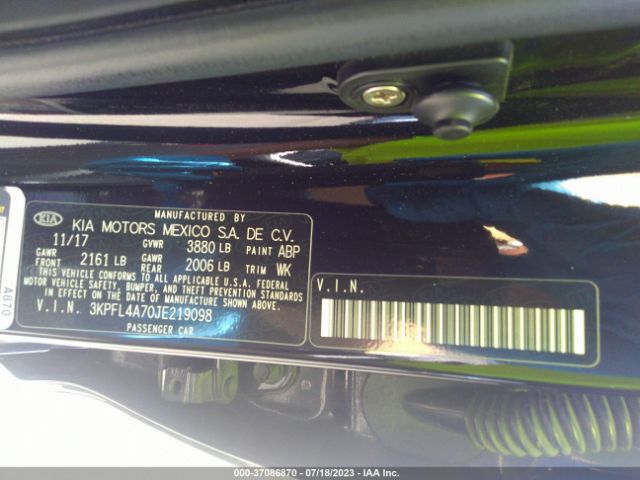 MANUFACTURED BY
KIA KIA MOTORS MEXICO S.A. DE C.V.
11/17 GVWR 3880 LB PAINT ABP
GAWR FRONT 2161 LB GAWR REAR 2006 LB TRIM WK
THIS VEHICLE CONFORMS TO ALL APPLICABLE U.S.A. FEDERAL
MOTOR VEHICLE SAFETY, BUMPER, AND THEFT PREVENTION STANDARDS
IN EFFECT ON THE DATE OF MANUFACTURE SHOWN ABOVE.
V.I.N. 3KPFL4A70JE219098
PASSENGER CAR
V.I.N.
A870
000-37086870 - 07/18/2023 - IAA Inc.